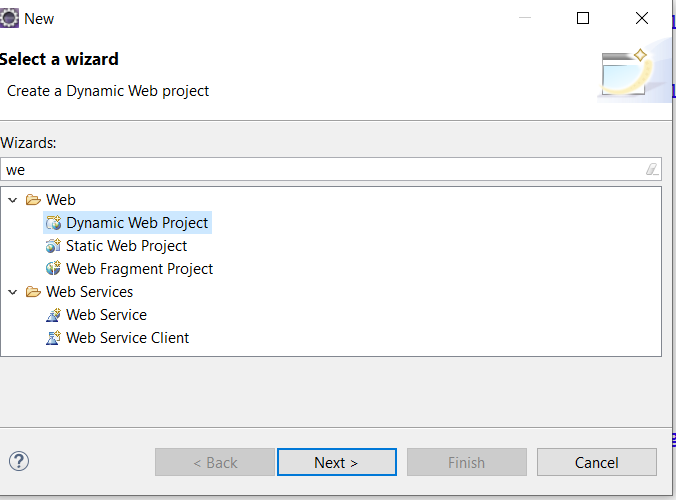 New
Select a wizard
Create a Dynamic Web project
Wizards:
we
Web
Dynamic Web Project
Static Web Project
Web Fragment Project
Web Services
Web Service
Web Service Client
< Back Next > Finish Cancel